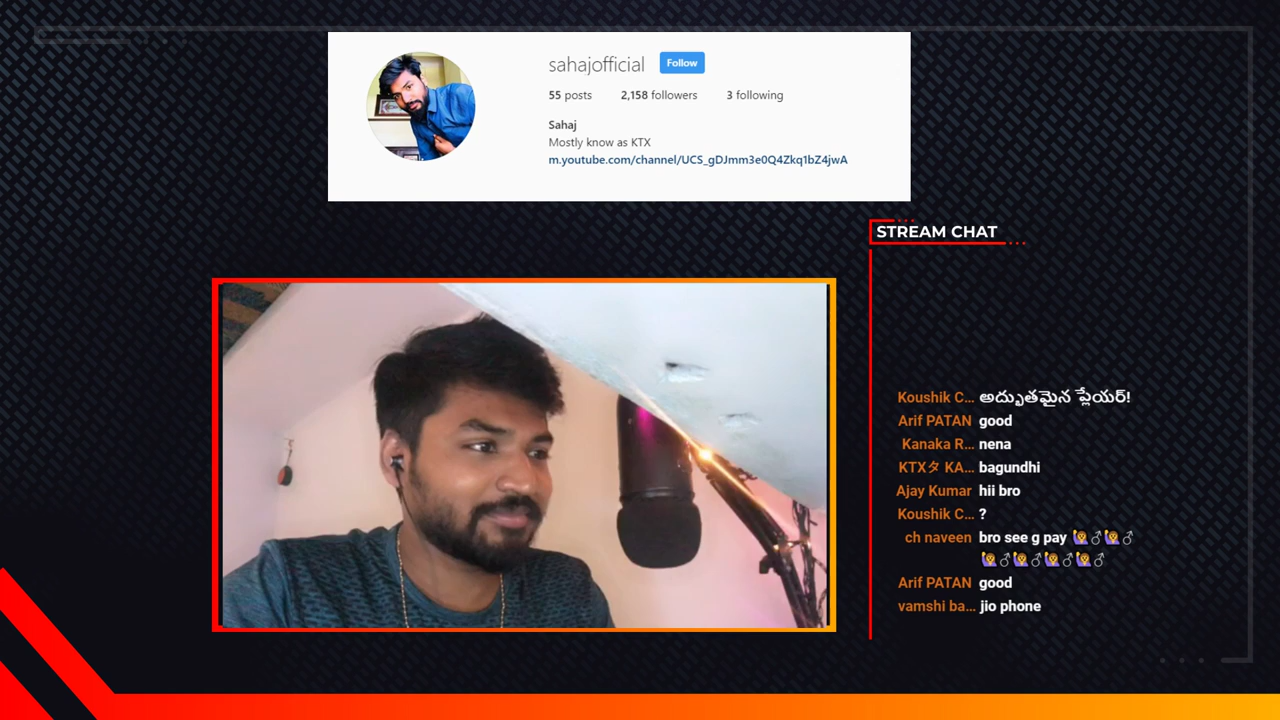 sahajofficial
Follow
55 posts 2,158 followers 3 following
Sahaj
Mostly know as KTX
m.youtube.com/channel/UCS_gDJmm3e0Q4Zkq1bZ4jwA
STREAM CHAT
Koushik C... అద్భుతమైన ప్లేయర్!
Arif PATAN good
Kanaka R... nena
KTXタ KA... bagundhi
Ajay Kumar hii bro
Koushik C... ?
ch naveen bro see g pay 🙋♂🙋♂
🙋♂🙋♂🙋♂🙋♂
Arif PATAN good
vamshi ba... jio phone